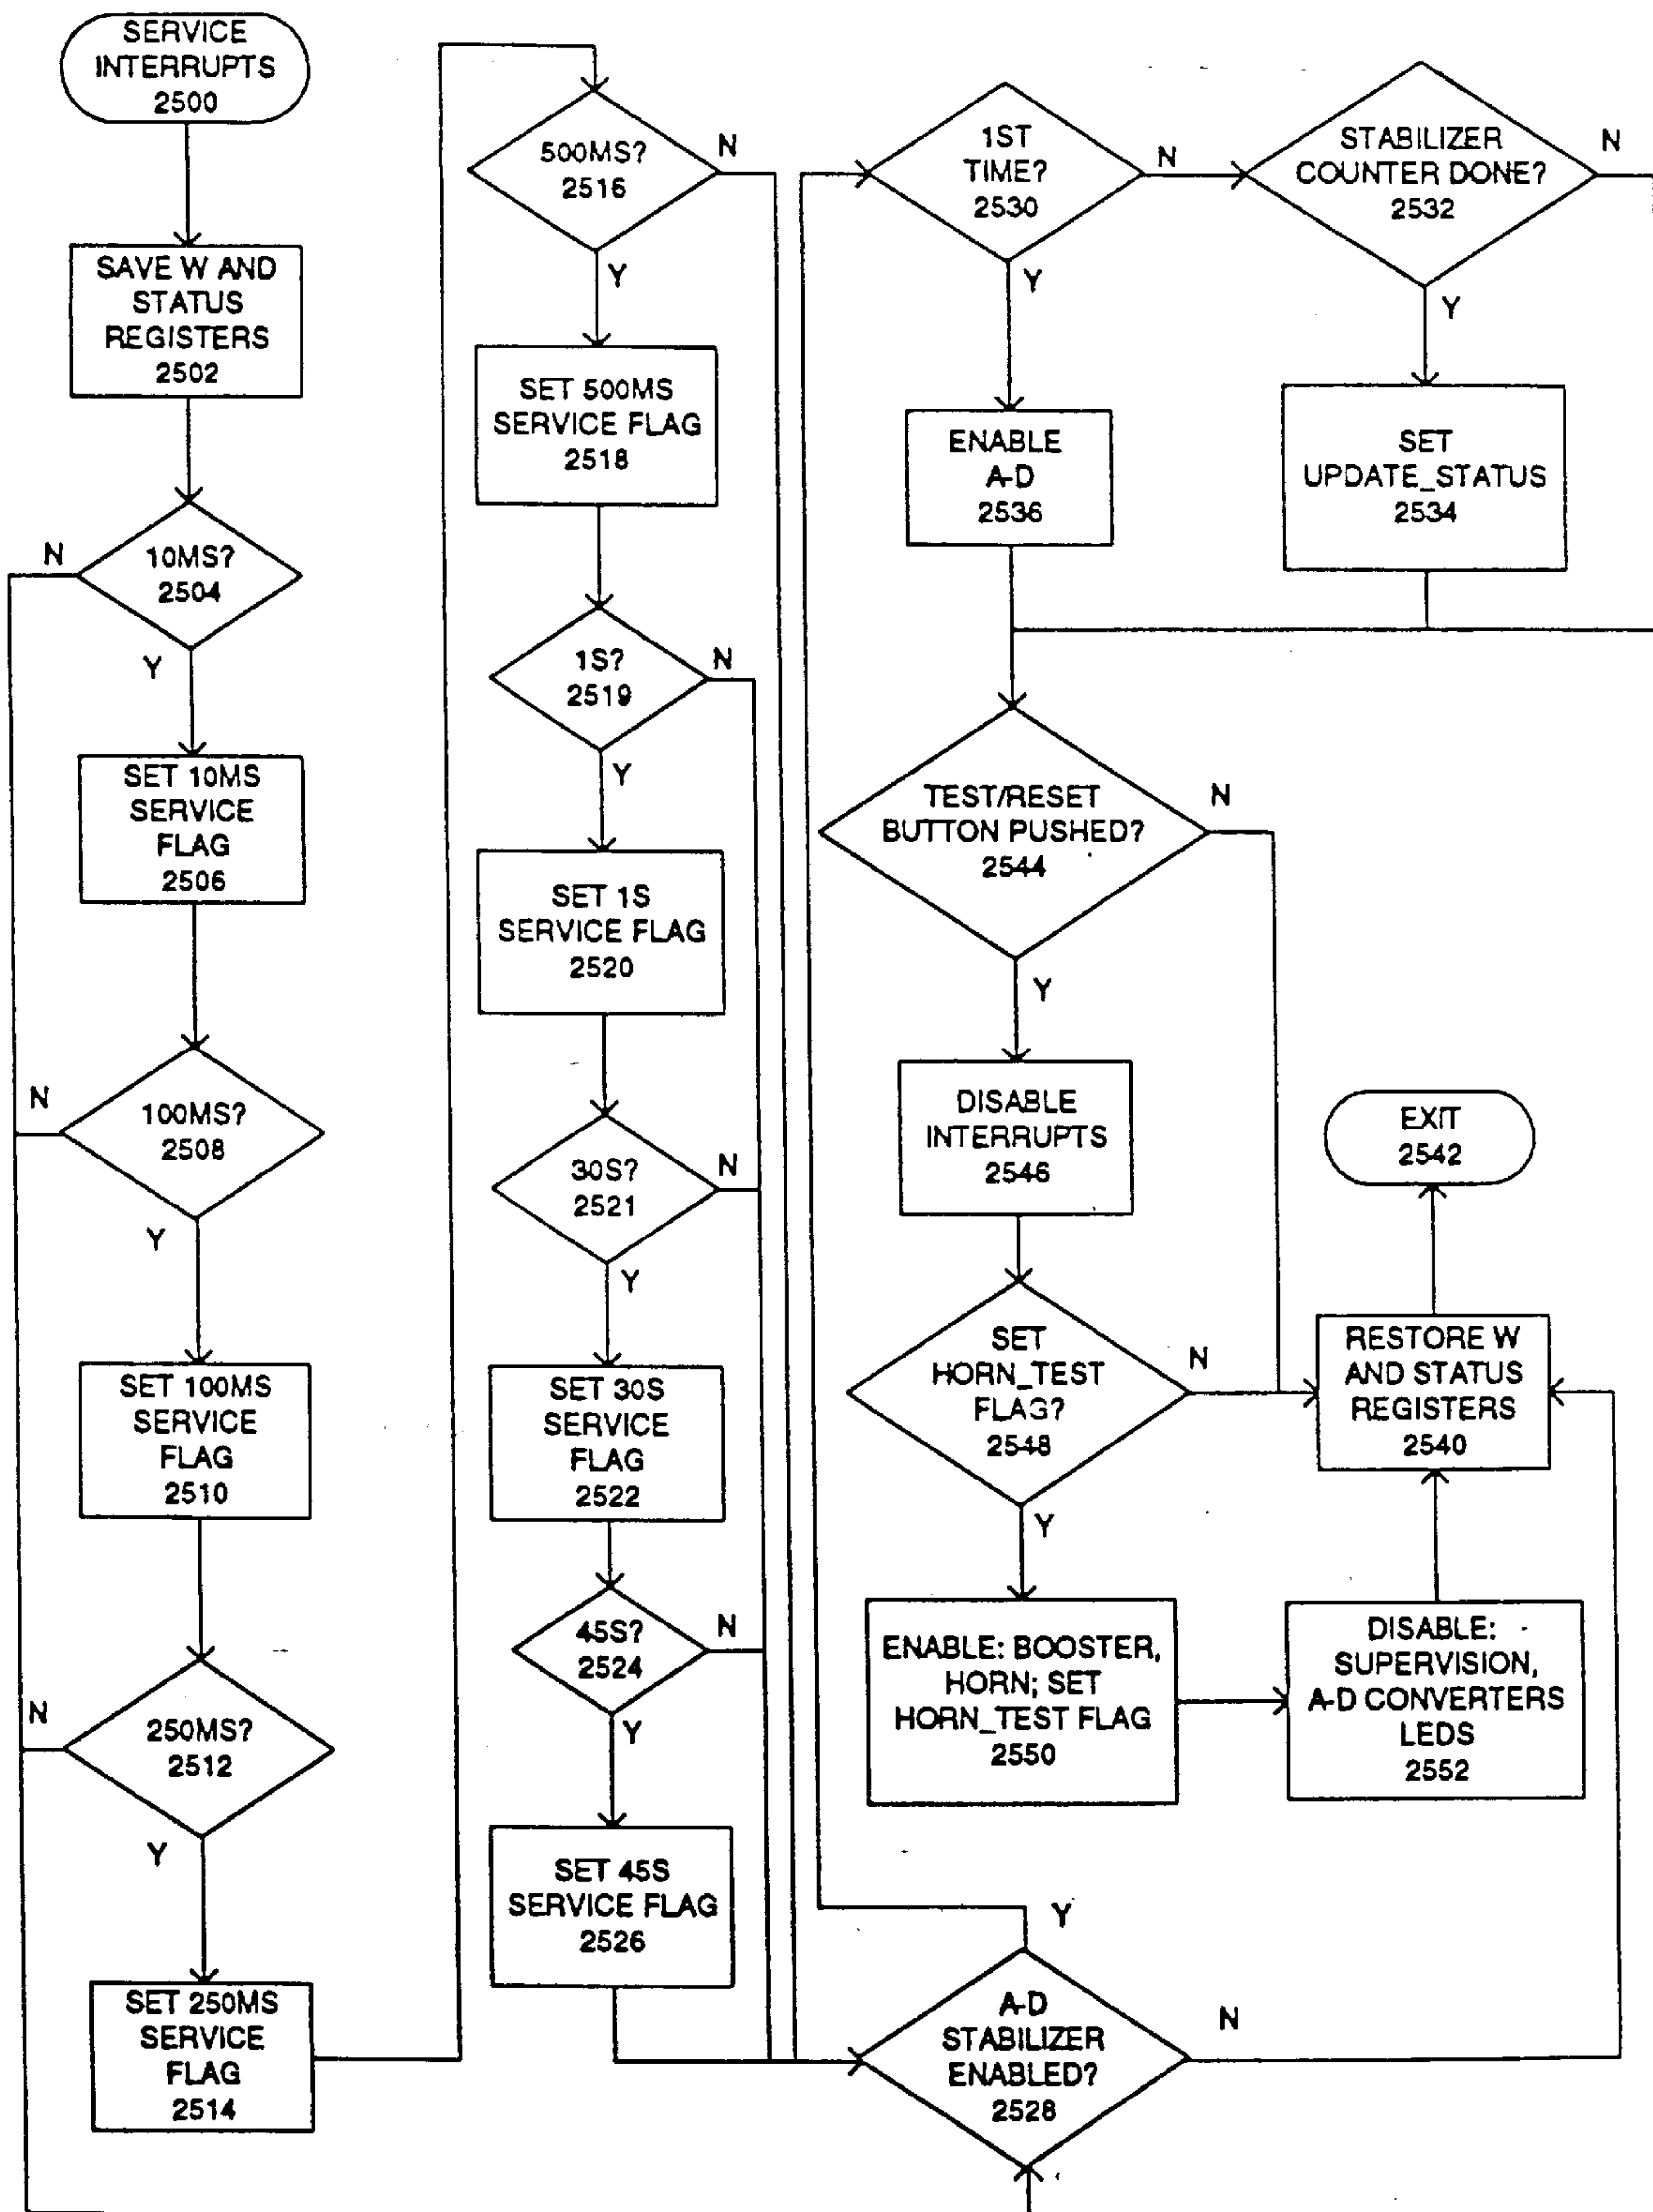 SERVICE
INTERRUPTS
2500
SAVE W AND
STATUS
REGISTERS
2502
N
10MS?
2504
Y
SET 10MS
SERVICE
FLAG
2506
N
100MS?
2508
Y
SET 100MS
SERVICE
FLAG
2510
N
250MS?
2512
Y
SET 250MS
SERVICE
FLAG
2514
500MS?
2516
N
Y
SET 500MS
SERVICE FLAG
2518
1S?
2519
N
Y
SET 1S
SERVICE FLAG
2520
30S?
2521
N
Y
SET 30S
SERVICE
FLAG
2522
45S?
2524
N
Y
SET 45S
SERVICE FLAG
2526
A-D
STABILIZER
ENABLED?
2528
Y
N
1ST
TIME?
2530
N
Y
STABILIZER
COUNTER DONE?
2532
N
Y
SET
UPDATE_STATUS
2534
ENABLE
A-D
2536
TEST/RESET
BUTTON PUSHED?
2544
N
Y
DISABLE
INTERRUPTS
2546
SET
HORN_TEST
FLAG?
2548
N
Y
ENABLE: BOOSTER,
HORN; SET
HORN_TEST FLAG
2550
DISABLE:
SUPERVISION,
A-D CONVERTERS
LEDS
2552
RESTORE W
AND STATUS
REGISTERS
2540
EXIT
2542